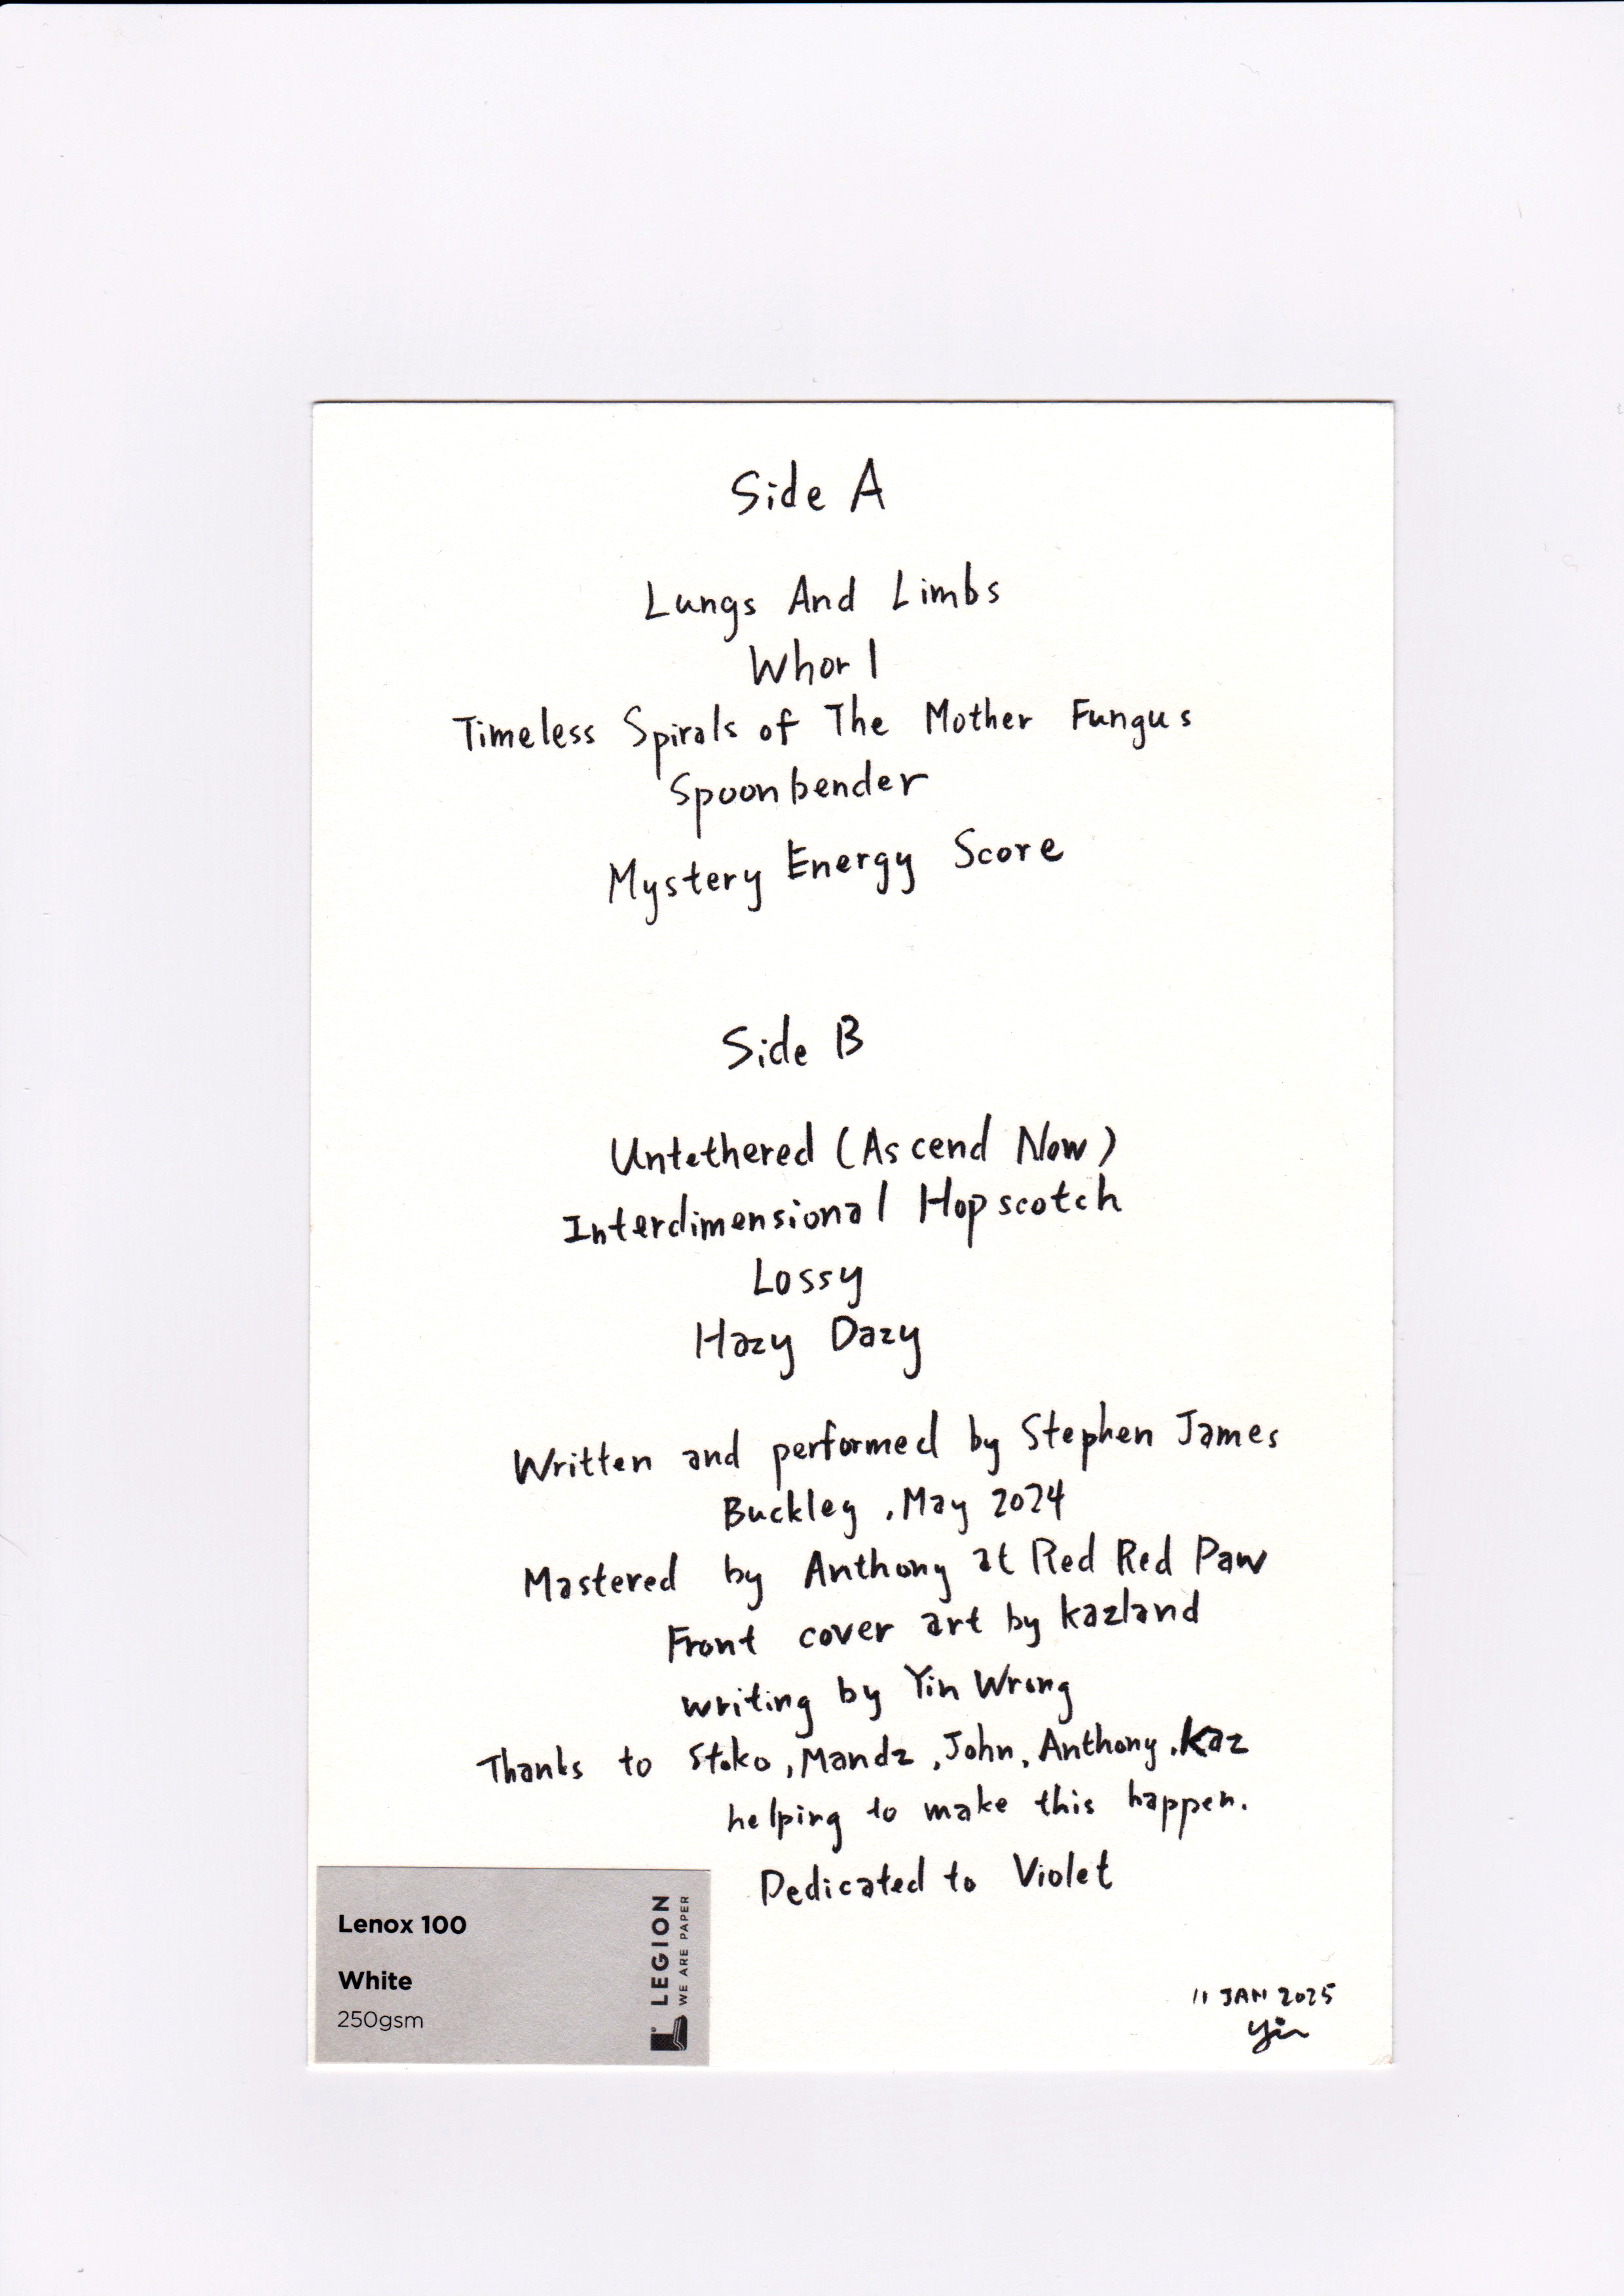 Side A
Lungs And Limbs
Whorl
Timeless Spirals of The Mother Fungus
Spoonbender
Mystery Energy Score
Side B
Untethered (Ascend Now)
Interdimensional Hopscotch
Lossy
Hazy Dazy
Written and performed by Stephen James
Buckley, May 2024
Mastered by Anthony at Red Red Paw
Front cover art by kazland
writing by Yin Wrong
Thanks to Stoko, Mandz, John, Anthony, Kaz
helping to make this happen.
Dedicated to Violet
Lenox 100
White
250gsm
LEGION
WE ARE PAPER
11 JAN 2025
Yin